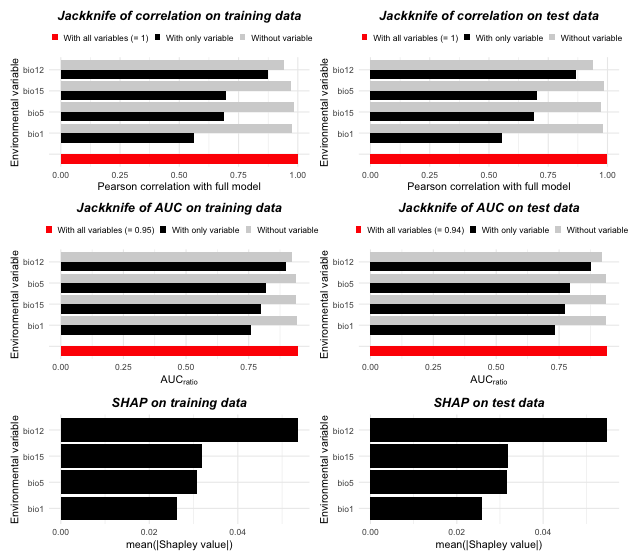 Jackknife of correlation on training data
With all variables (= 1) With only variable Without variable
Environmental variable
bio12
bio15
bio5
bio1
0.00 0.25 0.50 0.75 1.00
Pearson correlation with full model
Jackknife of correlation on test data
With all variables (= 1) With only variable Without variable
Environmental variable
bio12
bio5
bio15
bio1
0.00 0.25 0.50 0.75 1.00
Pearson correlation with full model
Jackknife of AUC on training data
With all variables (= 0.95) With only variable Without variable
Environmental variable
bio12
bio5
bio15
bio1
0.00 0.25 0.50 0.75
AUCratio
Jackknife of AUC on test data
With all variables (= 0.94) With only variable Without variable
Environmental variable
bio12
bio5
bio15
bio1
0.00 0.25 0.50 0.75
AUCratio
SHAP on training data
Environmental variable
bio12
bio15
bio5
bio1
0.00 0.02 0.04
mean(|Shapley value|)
SHAP on test data
Environmental variable
bio12
bio15
bio5
bio1
0.00 0.02 0.04
mean(|Shapley value|)